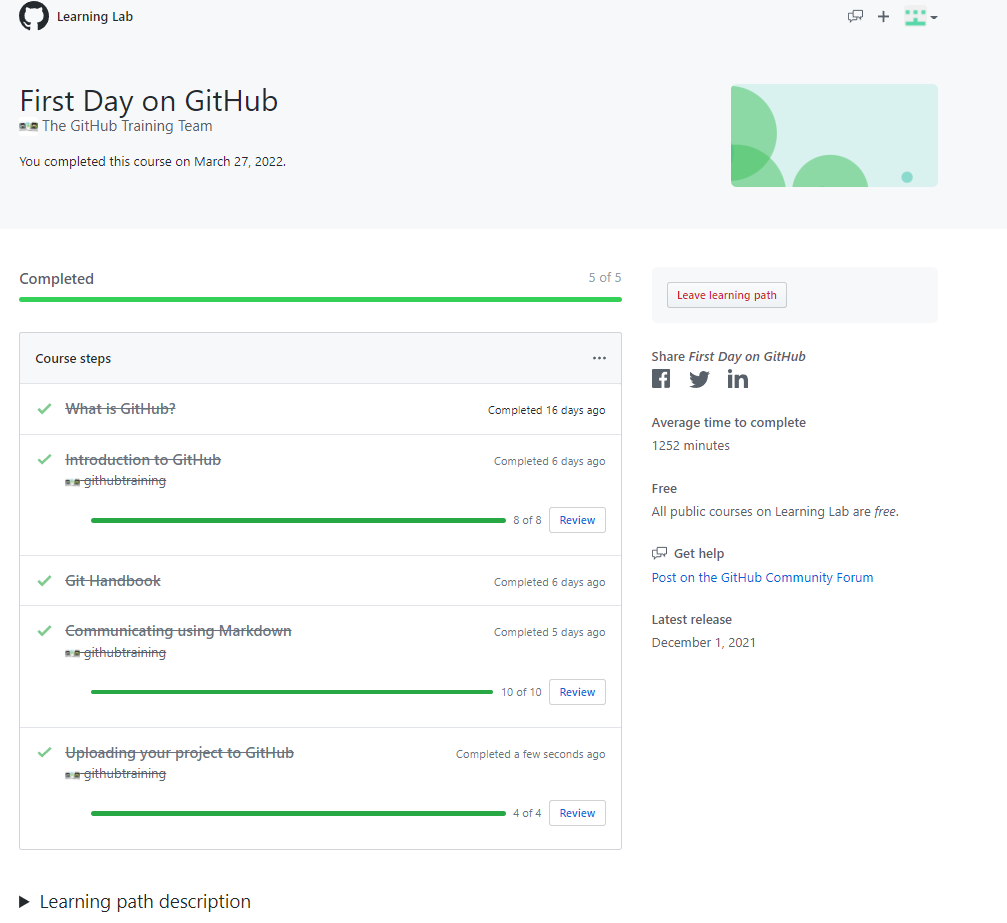 Learning Lab
First Day on GitHub
The GitHub Training Team
You completed this course on March 27, 2022.
Completed
5 of 5
Course steps
What is GitHub?
Completed 16 days ago
Introduction to GitHub
Completed 6 days ago
githubtraining
8 of 8
Review
Git Handbook
Completed 6 days ago
Communicating using Markdown
Completed 5 days ago
githubtraining
10 of 10
Review
Uploading your project to GitHub
Completed a few seconds ago
githubtraining
4 of 4
Review
Learning path description
Leave learning path
Share First Day on GitHub
Average time to complete
1252 minutes
Free
All public courses on Learning Lab are free.
Get help
Post on the GitHub Community Forum
Latest release
December 1, 2021